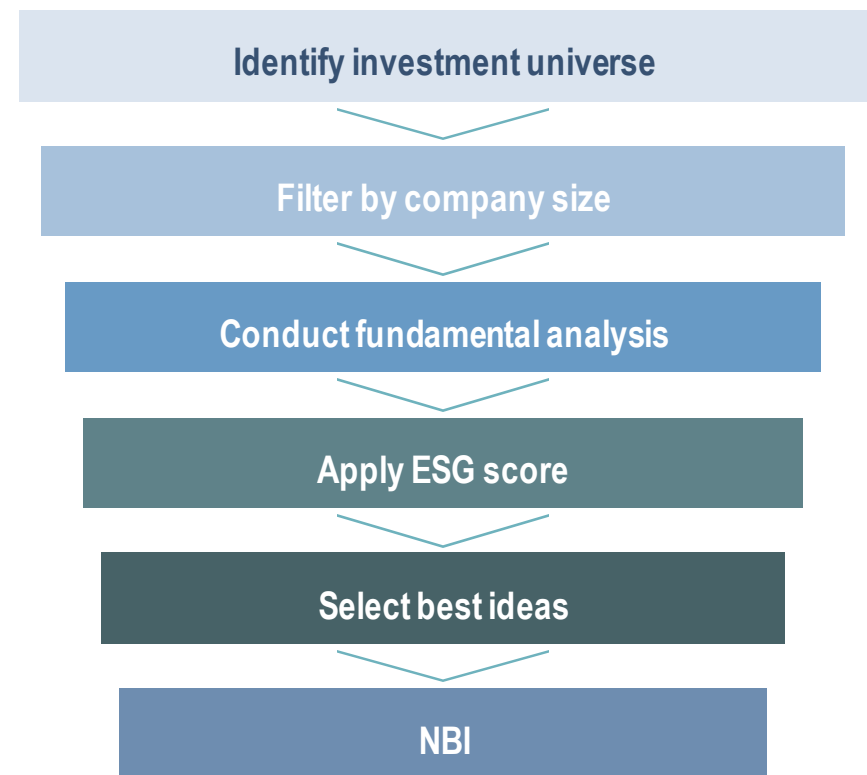 Identify investment universe
Filter by company size
Conduct fundamental analysis
Apply ESG score
Select best ideas
NBI